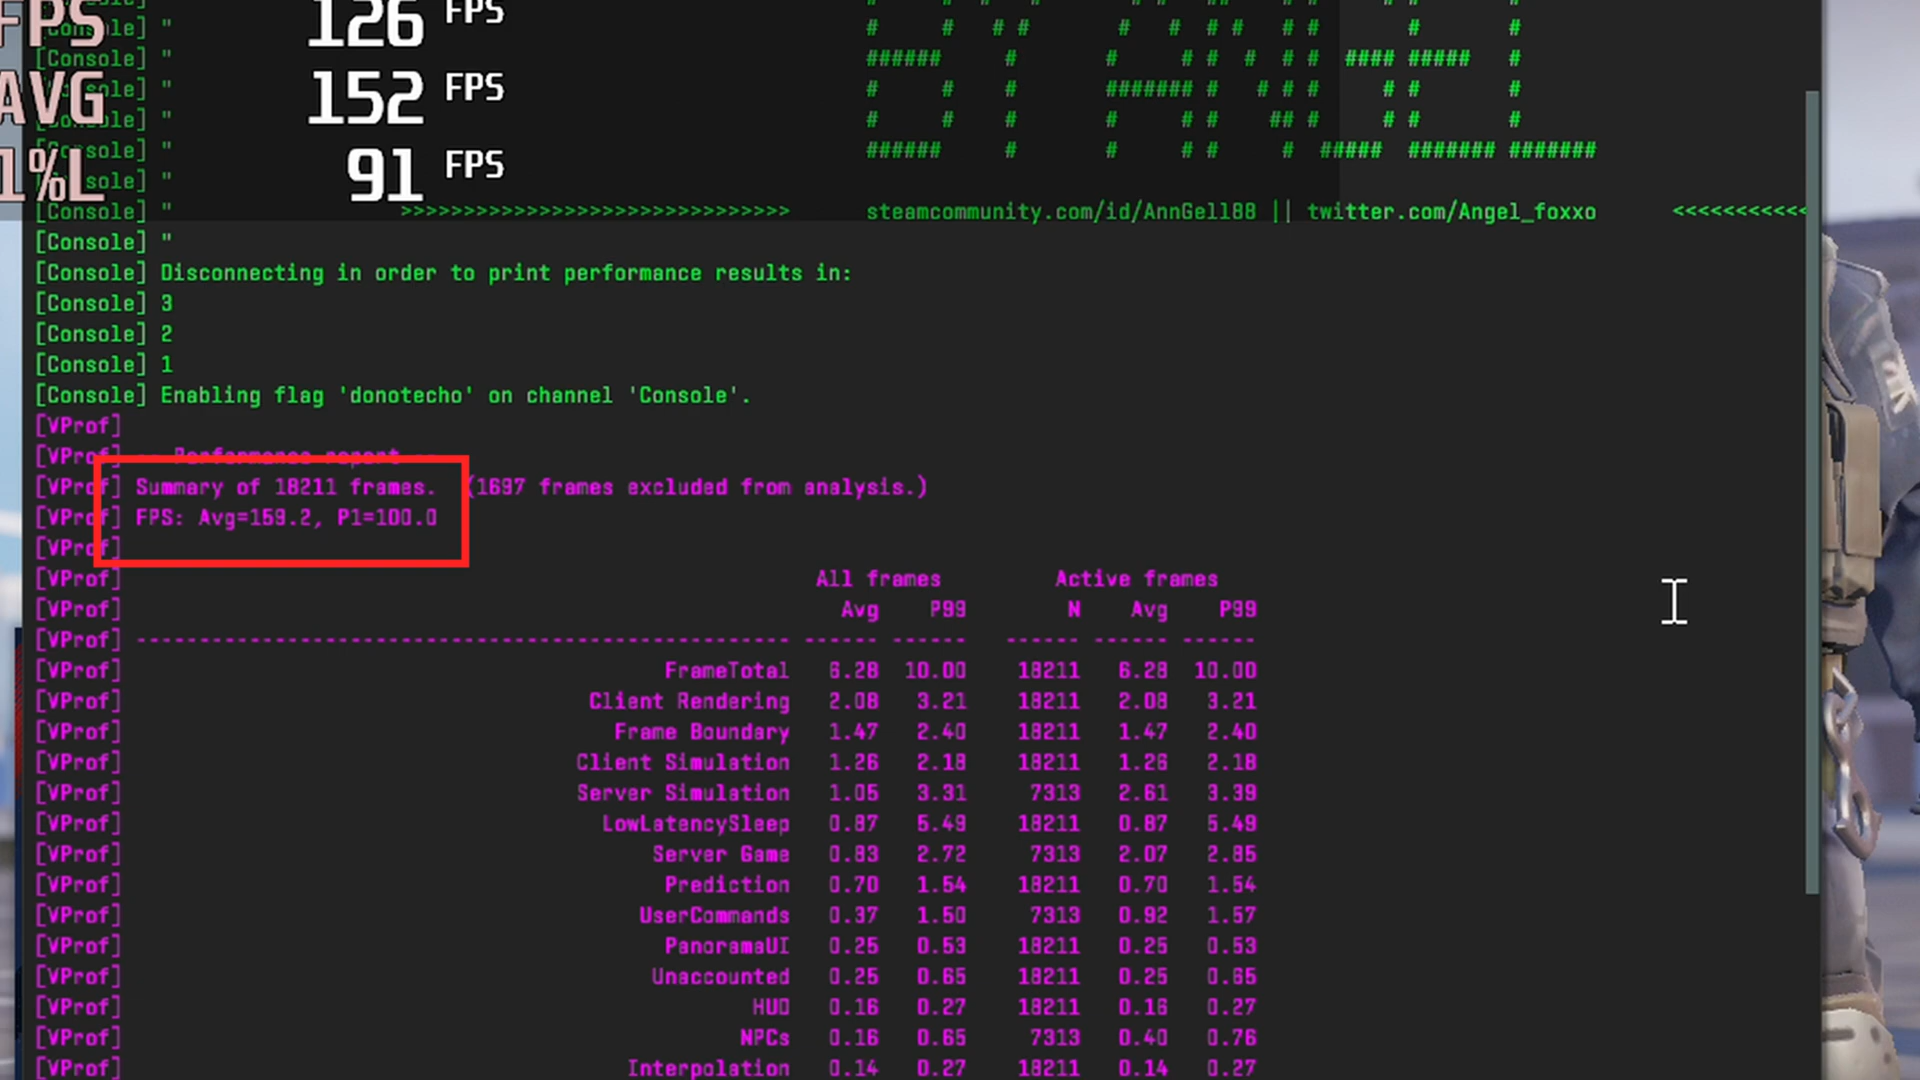 FPS 126 FPS
AVG 152 FPS
1%L 91 FPS
[Console] "
[Console] "
[Console] "
[Console] "
[Console] "
[Console] " >>>>>>>>>>>>>>>>>>>>>>>>>>>>>>> steamcommunity.com/id/AnnGell88 || twitter.com/Angel_foxxo <<<<<<<<<<<
[Console] "
[Console] Disconnecting in order to print performance results in:
[Console] 3
[Console] 2
[Console] 1
[Console] Enabling flag 'donotecho' on channel 'Console'.
[VProf]
[VProf] -- Performance report --
[VProf] Summary of 18211 frames. (1697 frames excluded from analysis.)
[VProf] FPS: Avg=159.2, P1=100.0
[VProf]
[VProf] All frames Active frames
[VProf] Avg P99 N Avg P99
[VProf] ---------------------------------------------------- ------ ------ ------ ------ ------
[VProf] FrameTotal 6.28 10.00 18211 6.28 10.00
[VProf] Client Rendering 2.08 3.21 18211 2.08 3.21
[VProf] Frame Boundary 1.47 2.40 18211 1.47 2.40
[VProf] Client Simulation 1.26 2.18 18211 1.26 2.18
[VProf] Server Simulation 1.05 3.31 7313 2.61 3.39
[VProf] LowLatencySleep 0.87 5.49 18211 0.87 5.49
[VProf] Server Game 0.83 2.72 7313 2.07 2.85
[VProf] Prediction 0.70 1.54 18211 0.70 1.54
[VProf] UserCommands 0.37 1.50 7313 0.92 1.57
[VProf] PanoramaUI 0.25 0.53 18211 0.25 0.53
[VProf] Unaccounted 0.25 0.65 18211 0.25 0.65
[VProf] HUD 0.16 0.27 18211 0.16 0.27
[VProf] NPCs 0.16 0.65 7313 0.40 0.76
[VProf] Interpolation 0.14 0.27 18211 0.14 0.27